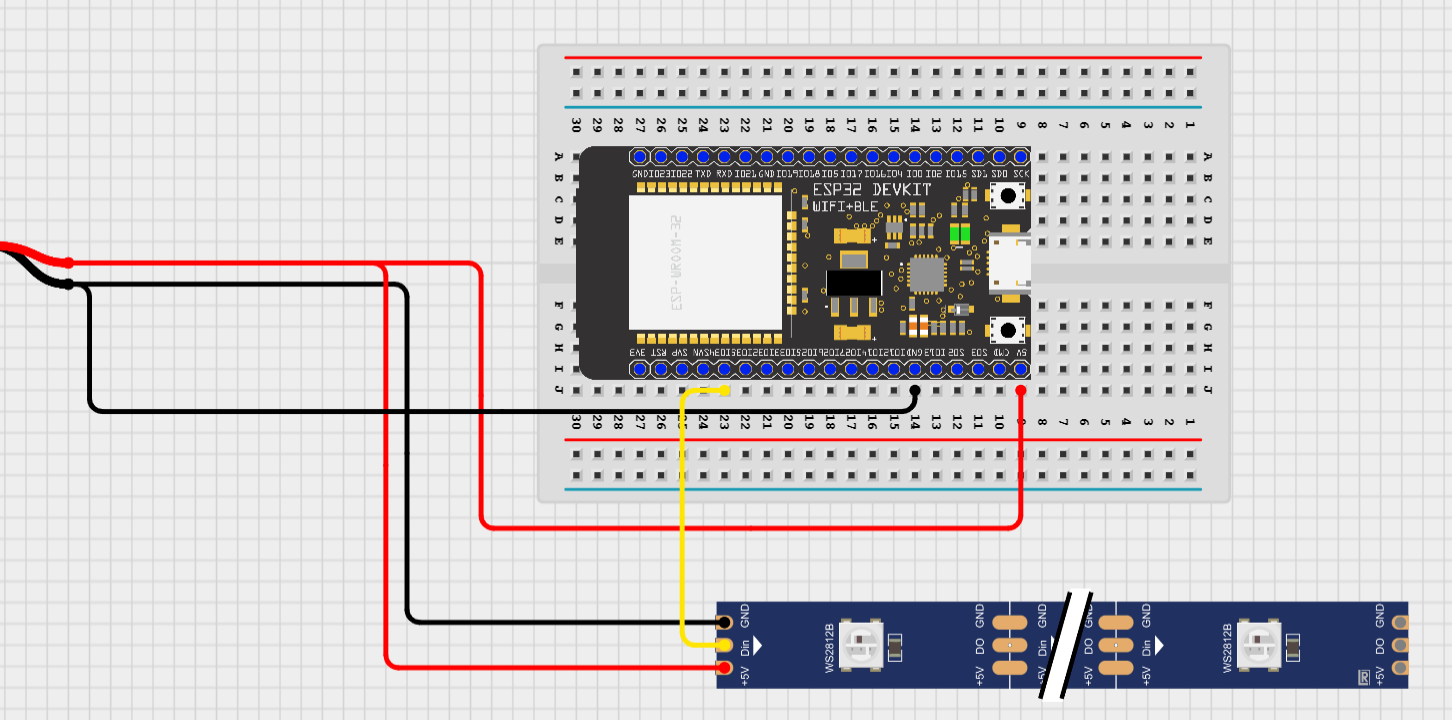 30 29 28 27 26 25 24 23 22 21 20 19 18 17 16 15 14 13 12 11 10 9 8 7 6 5 4 3 2 1
A A
B B
GND IO23 IO22 TXD RXD IO21 GND IO19 IO18 IO5 IO17 IO16 IO4 IO0 IO2 IO15 SD1 SD0 SCK
ESP32 DEVKIT
WIFI+BLE
C C
D D
E E
ESP-WROOM-32
F F
G G
H H
3V3 RST SVP SVN IO34 IO35 IO32 IO33 IO25 IO26 IO27 IO14 IO12 GND IO13 SD2 SD3 CMD 5V
I I
J J
30 29 28 27 26 25 24 23 22 21 20 19 18 17 16 15 14 13 12 11 10 9 8 7 6 5 4 3 2 1
GND GND GND GND GND GND
Din WS2812B DO Din DO Din WS2812B DO
+5V +5V +5V +5V +5V R +5V